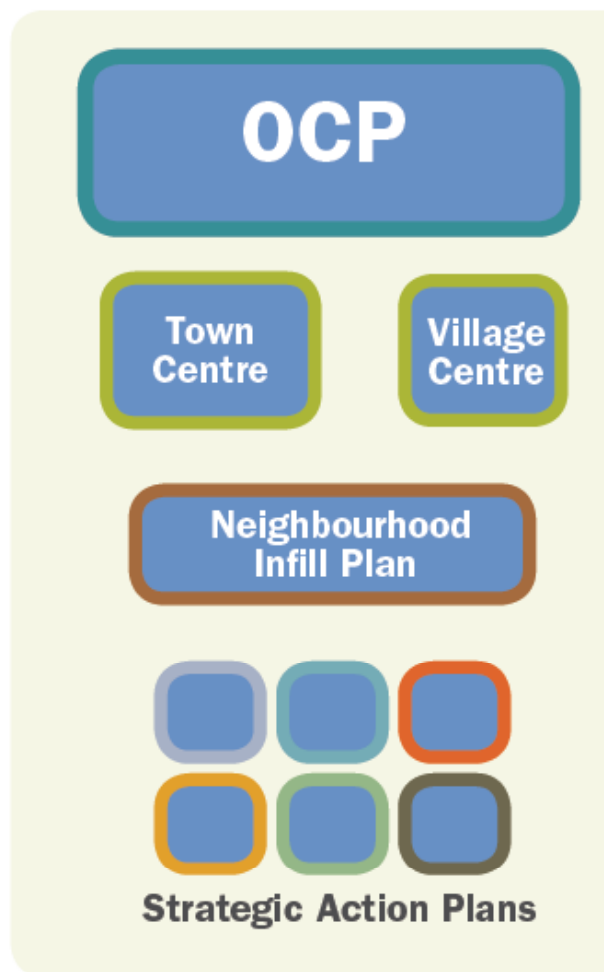 OCP
Town
Centre
Village
Centre
Neighbourhood
Infill Plan
Strategic Action Plans